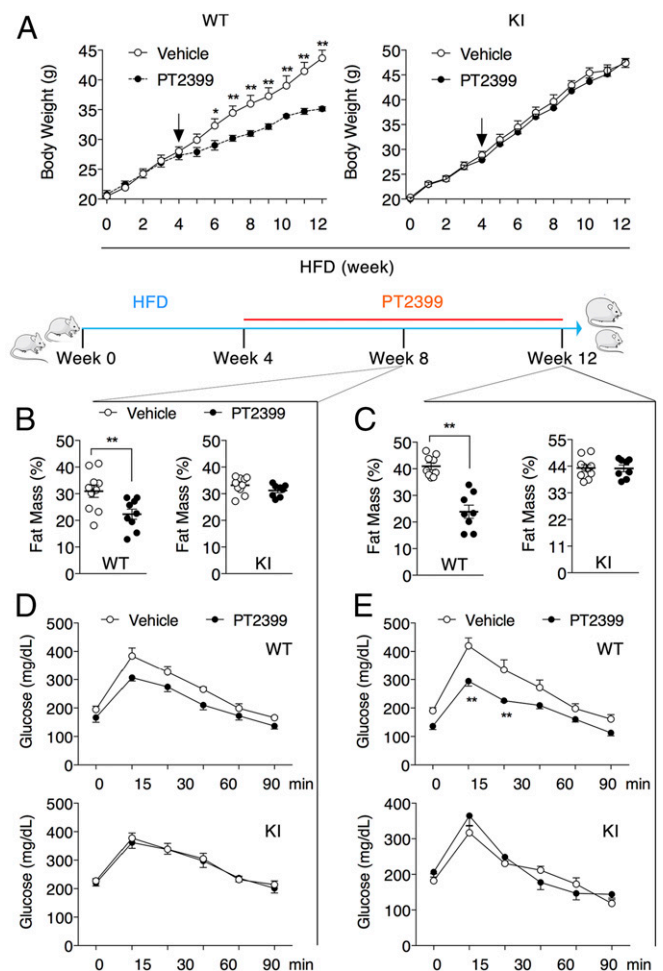 A
WT
KI
Vehicle
PT2399
Body Weight (g)
45
40
35
30
25
20
* ** ** ** ** ** **
0 2 4 6 8 10 12
Vehicle
PT2399
Body Weight (g)
50
45
40
35
30
25
20
0 2 4 6 8 10 12
HFD (week)
HFD
PT2399
Week 0
Week 4
Week 8
Week 12
B
Vehicle
PT2399
Fat Mass (%)
50
40
30
20
10
0
**
WT
Fat Mass (%)
50
40
30
20
10
0
KI
C
Vehicle
PT2399
Fat Mass (%)
50
40
30
20
10
0
**
WT
Fat Mass (%)
55
44
33
22
11
0
KI
D
Vehicle
PT2399
WT
Glucose (mg/dL)
500
400
300
200
100
0
0 15 30 60 90 min
KI
Glucose (mg/dL)
500
400
300
200
100
0
0 15 30 60 90 min
E
Vehicle
PT2399
WT
Glucose (mg/dL)
500
400
300
200
100
0
**
**
0 15 30 60 90 min
KI
Glucose (mg/dL)
400
300
200
100
0
0 15 30 60 90 min